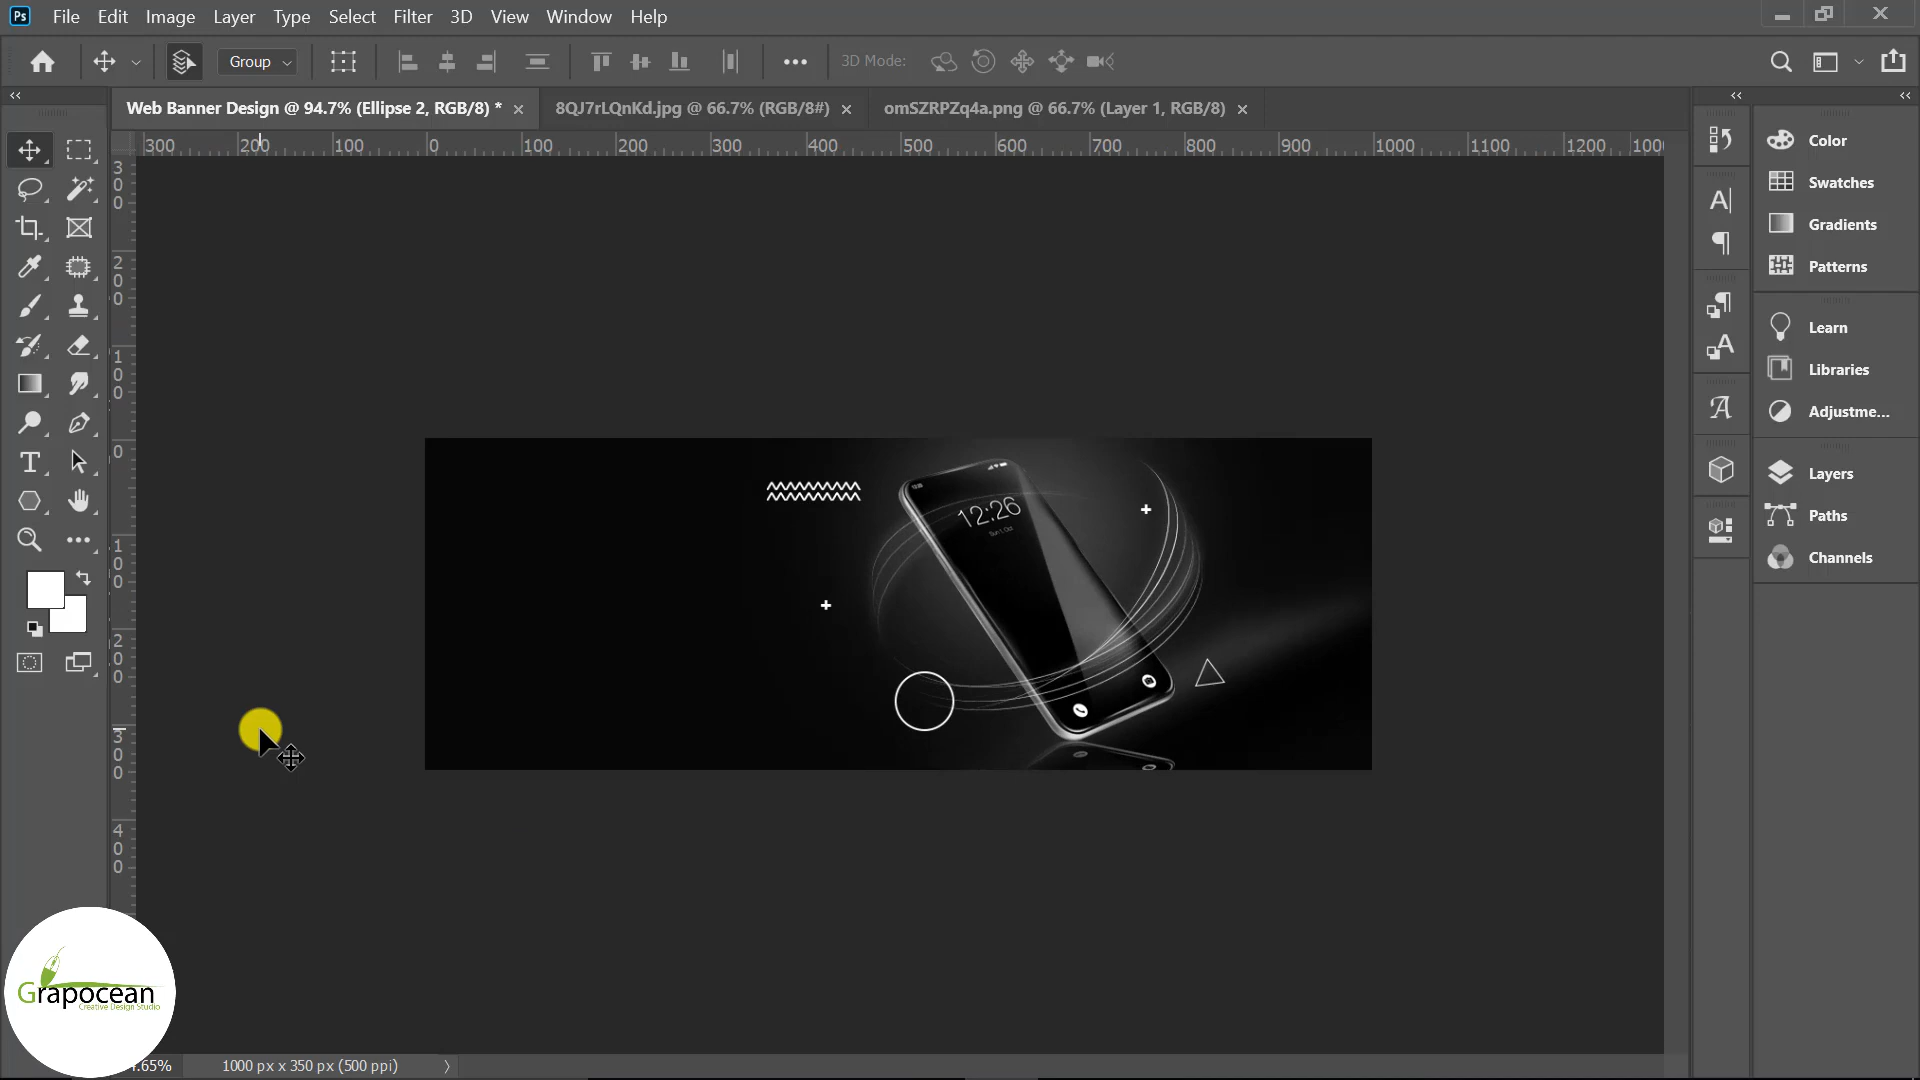 Ps File Edit Image Layer Type Select Filter 3D View Window Help
Group 3D Mode:
Web Banner Design @ 94.7% (Ellipse 2, RGB/8) * × 8QJ7rLQnKd.jpg @ 66.7% (RGB/8#) × omSZRPZq4a.png @ 66.7% (Layer 1, RGB/8) ×
300 200 100 0 100 200 300 400 500 600 700 800 900 1000 1100 1200
300
200
100
0
100
200
300
400
Color
Swatches
Gradients
Patterns
Learn
Libraries
Adjustme...
Layers
Paths
Channels
12:26
Sun 1, Oct
Grapocean
Creative Design Studio
.65% 1000 px x 350 px (500 ppi)